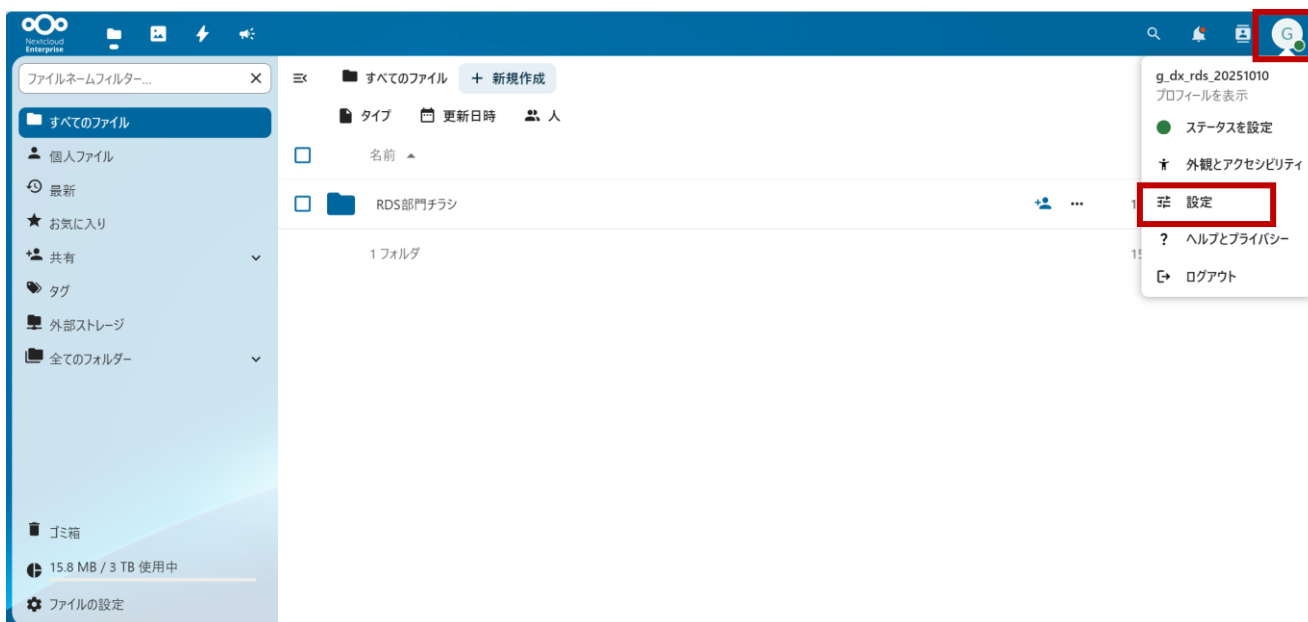 Nextcloud
Enterprise
G
ファイルネームフィルター...
すべてのファイル
個人ファイル
最新
お気に入り
共有
タグ
外部ストレージ
全てのフォルダー
ゴミ箱
15.8 MB / 3 TB 使用中
ファイルの設定
すべてのファイル
+ 新規作成
タイプ
更新日時
人
名前
RDS部門チラシ
1 フォルダ
g_dx_rds_20251010
プロフィールを表示
ステータスを設定
外観とアクセシビリティ
設定
? ヘルプとプライバシー
ログアウト